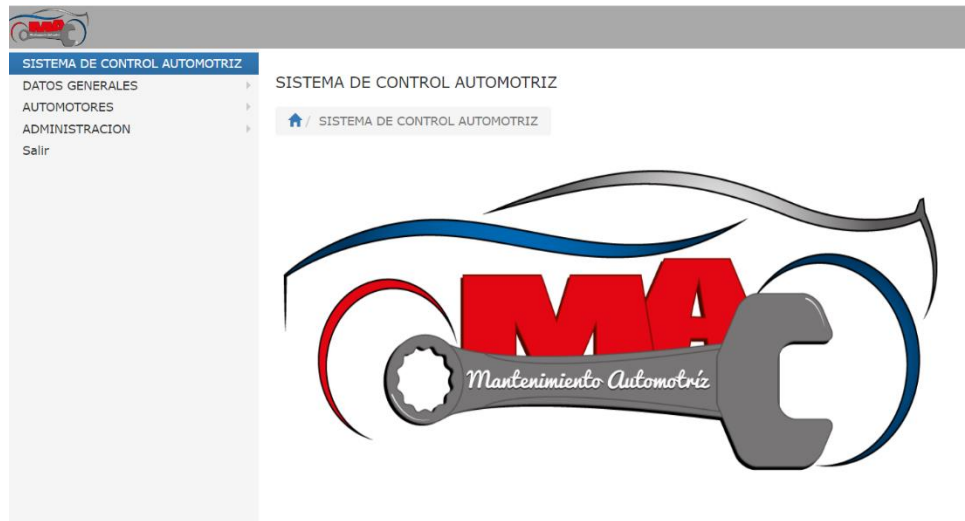 MA
SISTEMA DE CONTROL AUTOMOTRIZ
DATOS GENERALES
AUTOMOTORES
ADMINISTRACION
Salir
SISTEMA DE CONTROL AUTOMOTRIZ
/ SISTEMA DE CONTROL AUTOMOTRIZ
MA
Mantenimiento Automotríz